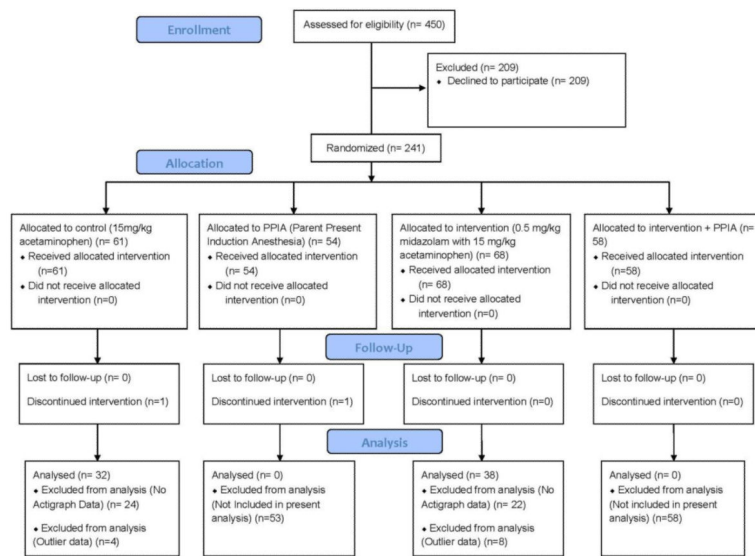 Enrollment
Assessed for eligibility (n= 450)
Excluded (n= 209)
♦ Declined to participate (n= 209)
Randomized (n= 241)
Allocation
Allocated to control (15mg/kg
acetaminophen) (n= 61)
♦ Received allocated intervention
(n=61)
♦ Did not receive allocated
intervention (n=0)
Allocated to PPIA (Parent Present
Induction Anesthesia) (n= 54)
♦ Received allocated intervention
(n= 54)
♦ Did not receive allocated
intervention (n=0)
Allocated to intervention (0.5 mg/kg
midazolam with 15 mg/kg
acetaminophen) (n= 68)
♦ Received allocated intervention
(n= 68)
♦ Did not receive allocated
intervention (n=0)
Allocated to intervention + PPIA (n=
58)
♦ Received allocated intervention
(n=58)
♦ Did not receive allocated
intervention (n=0)
Follow-Up
Lost to follow-up (n= 0)
Discontinued intervention (n=1)
Lost to follow-up (n= 0)
Discontinued intervention (n=1)
Lost to follow-up (n= 0)
Discontinued intervention (n=0)
Lost to follow-up (n= 0)
Discontinued intervention (n=0)
Analysis
Analysed (n= 32)
♦ Excluded from analysis (No
Actigraph Data) (n= 24)
♦ Excluded from analysis
(Outlier data) (n=4)
Analysed (n= 0)
♦ Excluded from analysis
(Not Included in present
analysis) (n=53)
Analysed (n= 38)
♦ Excluded from analysis (No
Actigraph Data) (n= 22)
♦ Excluded from analysis
(Outlier data) (n=8)
Analysed (n= 0)
♦ Excluded from analysis
(Not included in present
analysis) (n=58)